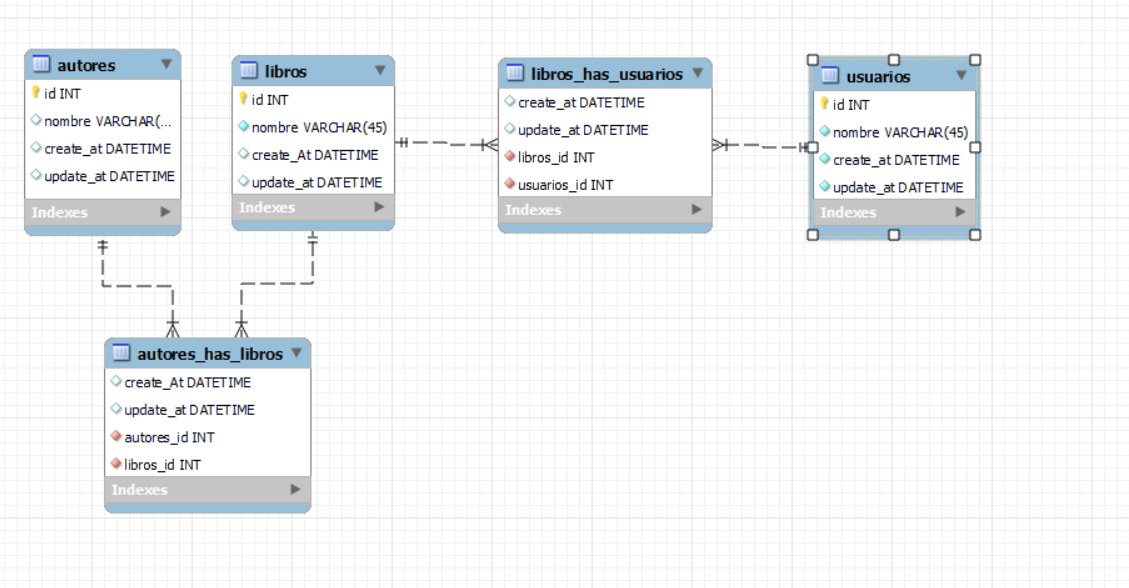 autores
id INT
nombre VARCHAR(...
create_at DATETIME
update_at DATETIME
Indexes
libros
id INT
nombre VARCHAR(45)
create_At DATETIME
update_at DATETIME
Indexes
libros_has_usuarios
create_at DATETIME
update_at DATETIME
libros_id INT
usuarios_id INT
Indexes
usuarios
id INT
nombre VARCHAR(45)
create_at DATETIME
update_at DATETIME
Indexes
autores_has_libros
create_At DATETIME
update_at DATETIME
autores_id INT
libros_id INT
Indexes